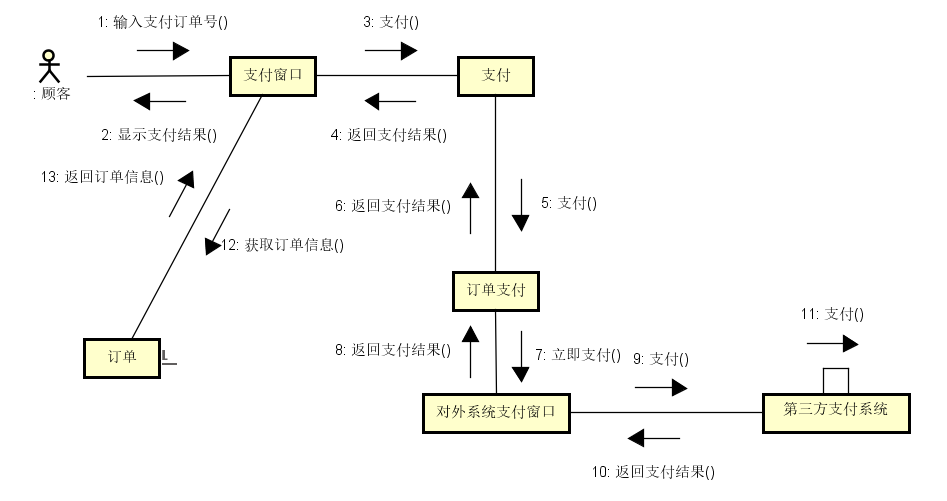 1: 输入支付订单号()
3: 支付()
支付窗口
支付
: 顾客
2: 显示支付结果()
4: 返回支付结果()
13: 返回订单信息()
6: 返回支付结果()
5: 支付()
12: 获取订单信息()
订单支付
11: 支付()
8: 返回支付结果()
7: 立即支付()
9: 支付()
订单
L
对外系统支付窗口
第三方支付系统
10: 返回支付结果()